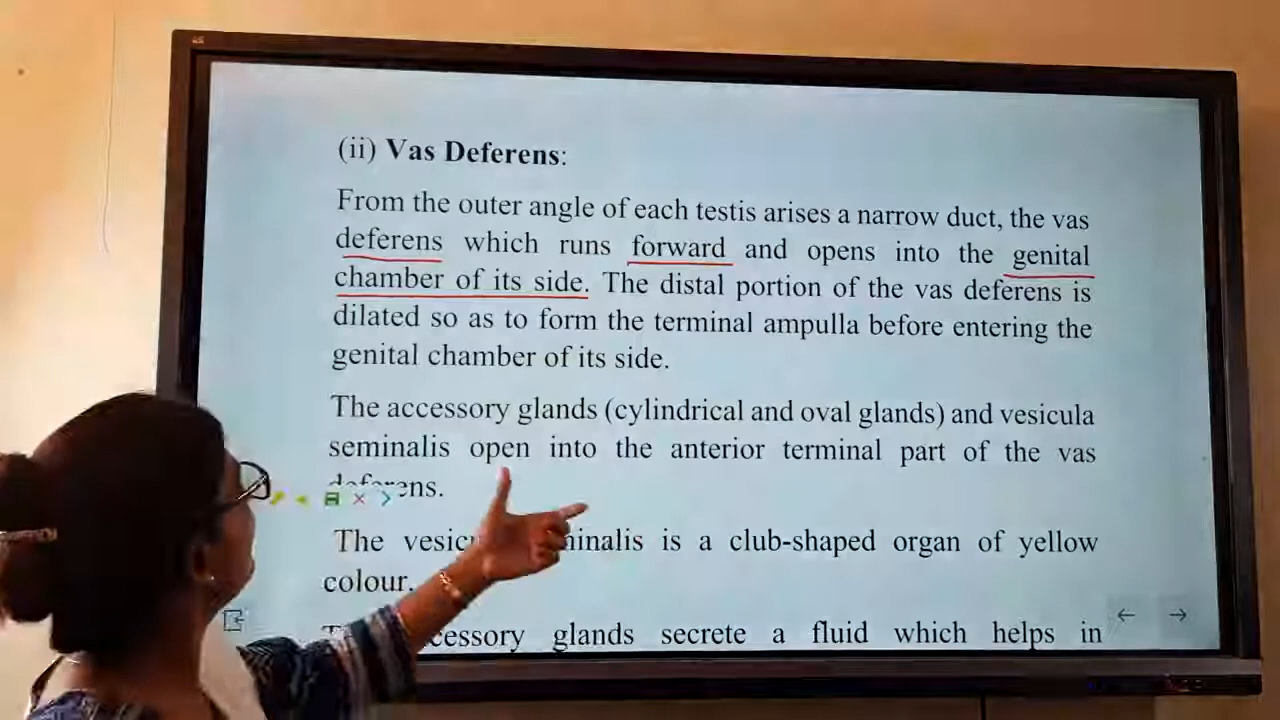 (ii) Vas Deferens:
From the outer angle of each testis arises a narrow duct, the vas
deferens which runs forward and opens into the genital
chamber of its side. The distal portion of the vas deferens is
dilated so as to form the terminal ampulla before entering the
genital chamber of its side.
The accessory glands (cylindrical and oval glands) and vesicula
seminalis open into the anterior terminal part of the vas
The is a club-shaped organ of yellow
colour.
glands secrete a fluid which helps in